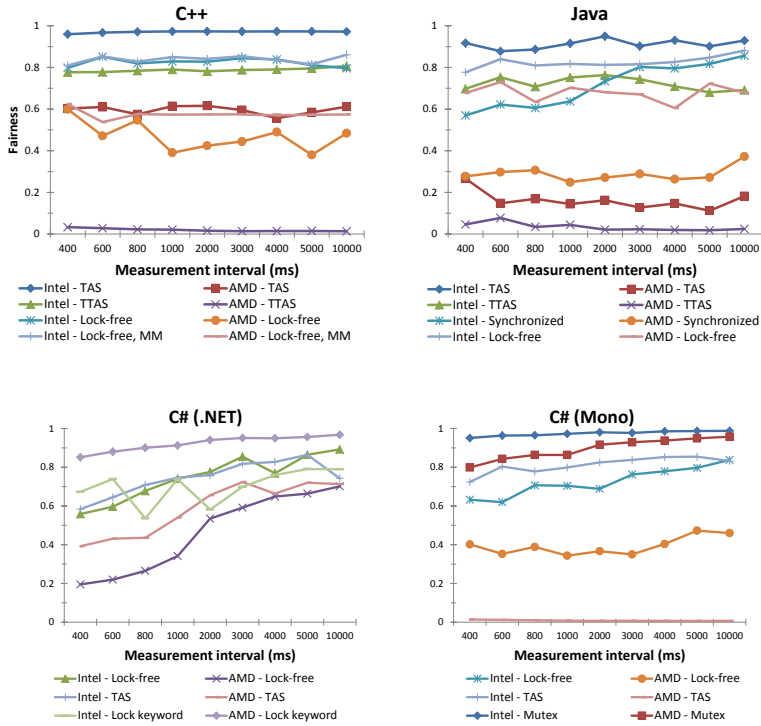 C++
1
0.8
0.6
0.4
0.2
0
Fairness
400 600 800 1000 2000 3000 4000 5000 10000
Measurement interval (ms)
Intel - TAS
AMD - TAS
Intel - TTAS
AMD - TTAS
Intel - Lock-free
AMD - Lock-free
Intel - Lock-free, MM
AMD - Lock-free, MM
Java
1
0.8
0.6
0.4
0.2
0
400 600 800 1000 2000 3000 4000 5000 10000
Measurement interval (ms)
Intel - TAS
AMD - TAS
Intel - TTAS
AMD - TTAS
Intel - Synchronized
AMD - Synchronized
Intel - Lock-free
AMD - Lock-free
C# (.NET)
1
0.8
0.6
0.4
0.2
0
400 600 800 1000 2000 3000 4000 5000 10000
Measurement interval (ms)
Intel - Lock-free
AMD - Lock-free
Intel - TAS
AMD - TAS
Intel - Lock keyword
AMD - Lock keyword
C# (Mono)
1
0.8
0.6
0.4
0.2
0
400 600 800 1000 2000 3000 4000 5000 10000
Measurement interval (ms)
Intel - Lock-free
AMD - Lock-free
Intel - TAS
AMD - TAS
Intel - Mutex
AMD - Mutex